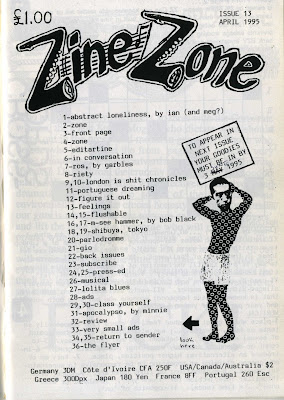 £1.00
ISSUE 13
APRIL 1995
Zine Zone
1-abstract loneliness, by ian (and meg?)
2-zone
3-front page
4-zone
5-editartine
6-in conversation
7-ros, by garbles
8-riety
9,10-london is shit chronicles
11-portuguese dreaming
12-figure it out
13-feelings
14,15-flushable
16,17-m-see hammer, by bob black
18,19-shibuya, tokyo
20-parlodrome
21-gio
22-back issues
23-subscribe
24,25-press-ed
26-musical
27-lolita blues
28-ads
29,30-class yourself
31-apocalypso, by minnie
32-review
33-very small ads
34,35-return to sender
36-the flyer
TO APPEAR IN
NEXT ISSUE
YOUR GOODIES
MUST BE IN BY
5 MAY 1995
look
here
Germany 3DM Côte d'Ivoire CFA 250F USA/Canada/Australia $2
Greece 300Dpx Japan 180 Yen France 8FF Portugal 260 Esc